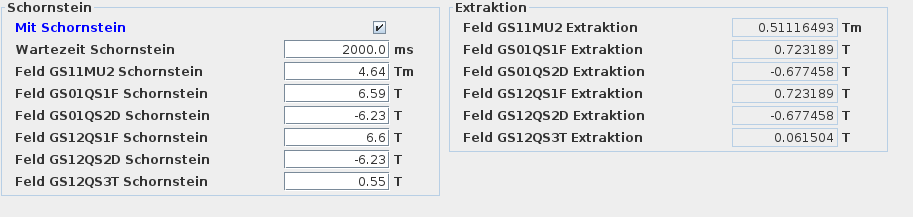 Schornstein
Mit Schornstein
Wartezeit Schornstein 2000.0 ms
Feld GS11MU2 Schornstein 4.64 Tm
Feld GS01QS1F Schornstein 6.59 T
Feld GS01QS2D Schornstein -6.23 T
Feld GS12QS1F Schornstein 6.6 T
Feld GS12QS2D Schornstein -6.23 T
Feld GS12QS3T Schornstein 0.55 T
Extraktion
Feld GS11MU2 Extraktion 0.51116493 Tm
Feld GS01QS1F Extraktion 0.723189 T
Feld GS01QS2D Extraktion -0.677458 T
Feld GS12QS1F Extraktion 0.723189 T
Feld GS12QS2D Extraktion -0.677458 T
Feld GS12QS3T Extraktion 0.061504 T